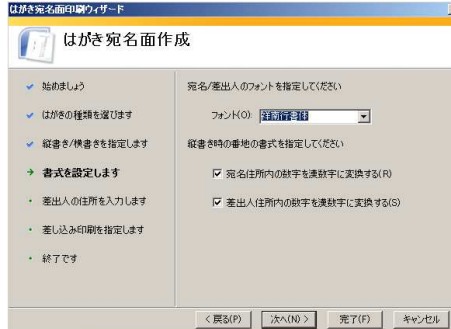 はがき宛名面印刷ウィザード
はがき宛名面作成
始めましょう
はがきの種類を選びます
縦書き/横書きを指定します
書式を設定します
差出人の住所を入力します
差し込み印刷を指定します
終了です
宛名/差出人のフォントを指定してください
フォント(O):
祥南行書体
縦書き時の番地の書式を指定してください
宛名住所内の数字を漢数字に変換する(R)
差出人住所内の数字を漢数字に変換する(S)
< 戻る(P)
次へ(N) >
完了(F)
キャンセル